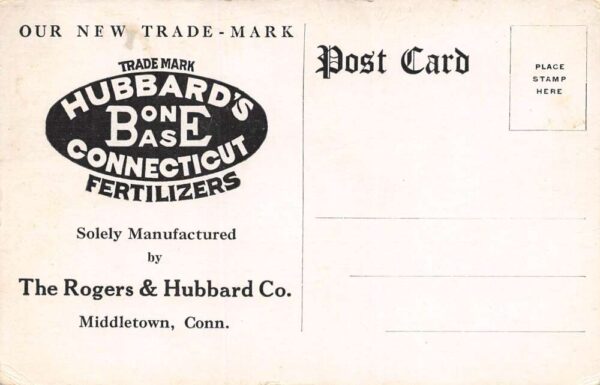 OUR NEW TRADE-MARK
TRADE MARK
HUBBARD'S
BONE
BASE
CONNECTICUT
FERTILIZERS
Solely Manufactured
by
The Rogers & Hubbard Co.
Middletown, Conn.
Post Card
PLACE
STAMP
HERE